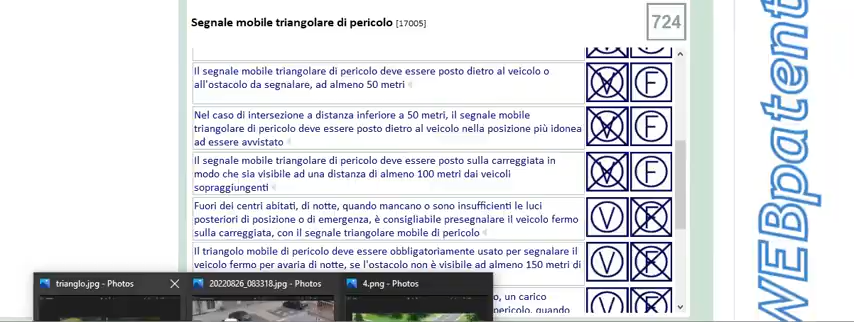 Segnale mobile triangolare di pericolo [17005]
724
Il segnale mobile triangolare di pericolo deve essere posto dietro al veicolo o
all'ostacolo da segnalare, ad almeno 50 metri
V F
Nel caso di intersezione a distanza inferiore a 50 metri, il segnale mobile
triangolare di pericolo deve essere posto dietro al veicolo nella posizione più idonea
ad essere avvistato
V F
Il segnale mobile triangolare di pericolo deve essere posto sulla carreggiata in
modo che sia visibile ad una distanza di almeno 100 metri dai veicoli
sopraggiungenti
V F
Fuori dei centri abitati, di notte, quando mancano o sono insufficienti le luci
posteriori di posizione o di emergenza, è consigliabile presegnalare il veicolo fermo
sulla carreggiata, con il segnale triangolare mobile di pericolo
V F
Il triangolo mobile di pericolo deve essere obbligatoriamente usato per segnalare il
veicolo fermo per avaria di notte, se l'ostacolo non è visibile ad almeno 150 metri di
V F
o, un carico
pericolo, quando
V F
trianglo.jpg - Photos
20220826_083318.jpg - Photos
4.png - Photos
WEBpatent